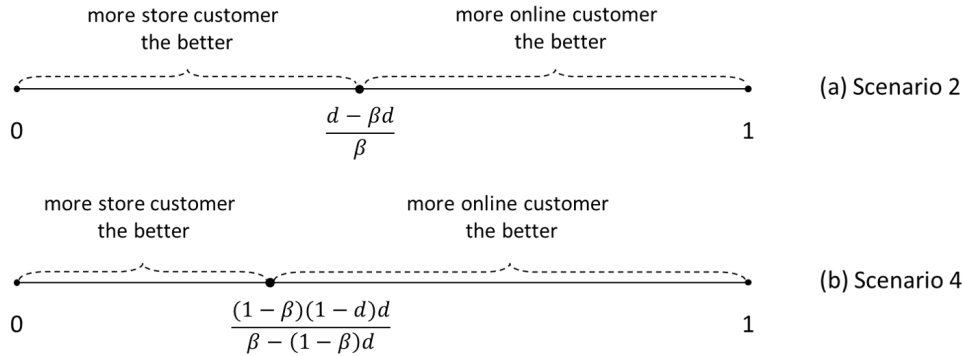 more store customer
the better
more online customer
the better
(a) Scenario 2
0
d − βd
β
1
more store customer
the better
more online customer
the better
(b) Scenario 4
0
(1 − β)(1 − d)d
β − (1 − β)d
1